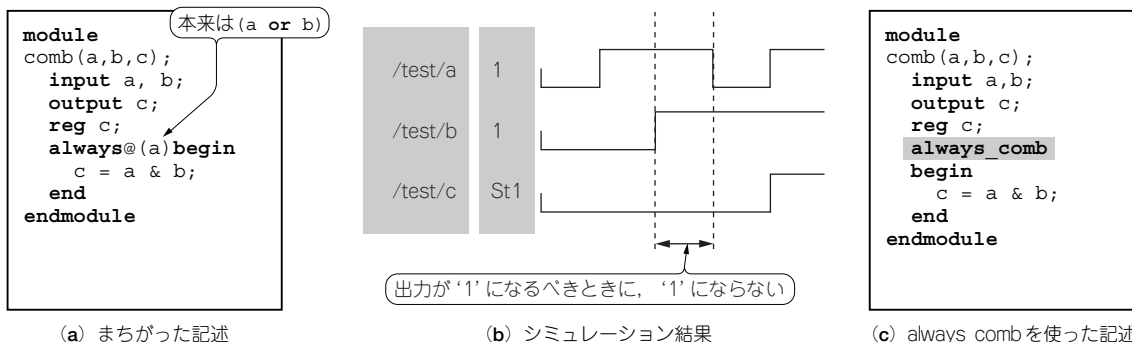 本来は(a or b)
module
comb(a,b,c);
input a, b;
output c;
reg c;
always@(a)begin
c = a & b;
end
endmodule
(a) まちがった記述
/test/a 1
/test/b 1
/test/c St1
出力が‘1’になるべきときに，‘1’にならない
(b) シミュレーション結果
module
comb(a,b,c);
input a,b;
output c;
reg c;
always_comb
begin
c = a & b;
end
endmodule
(c) always combを使った記述